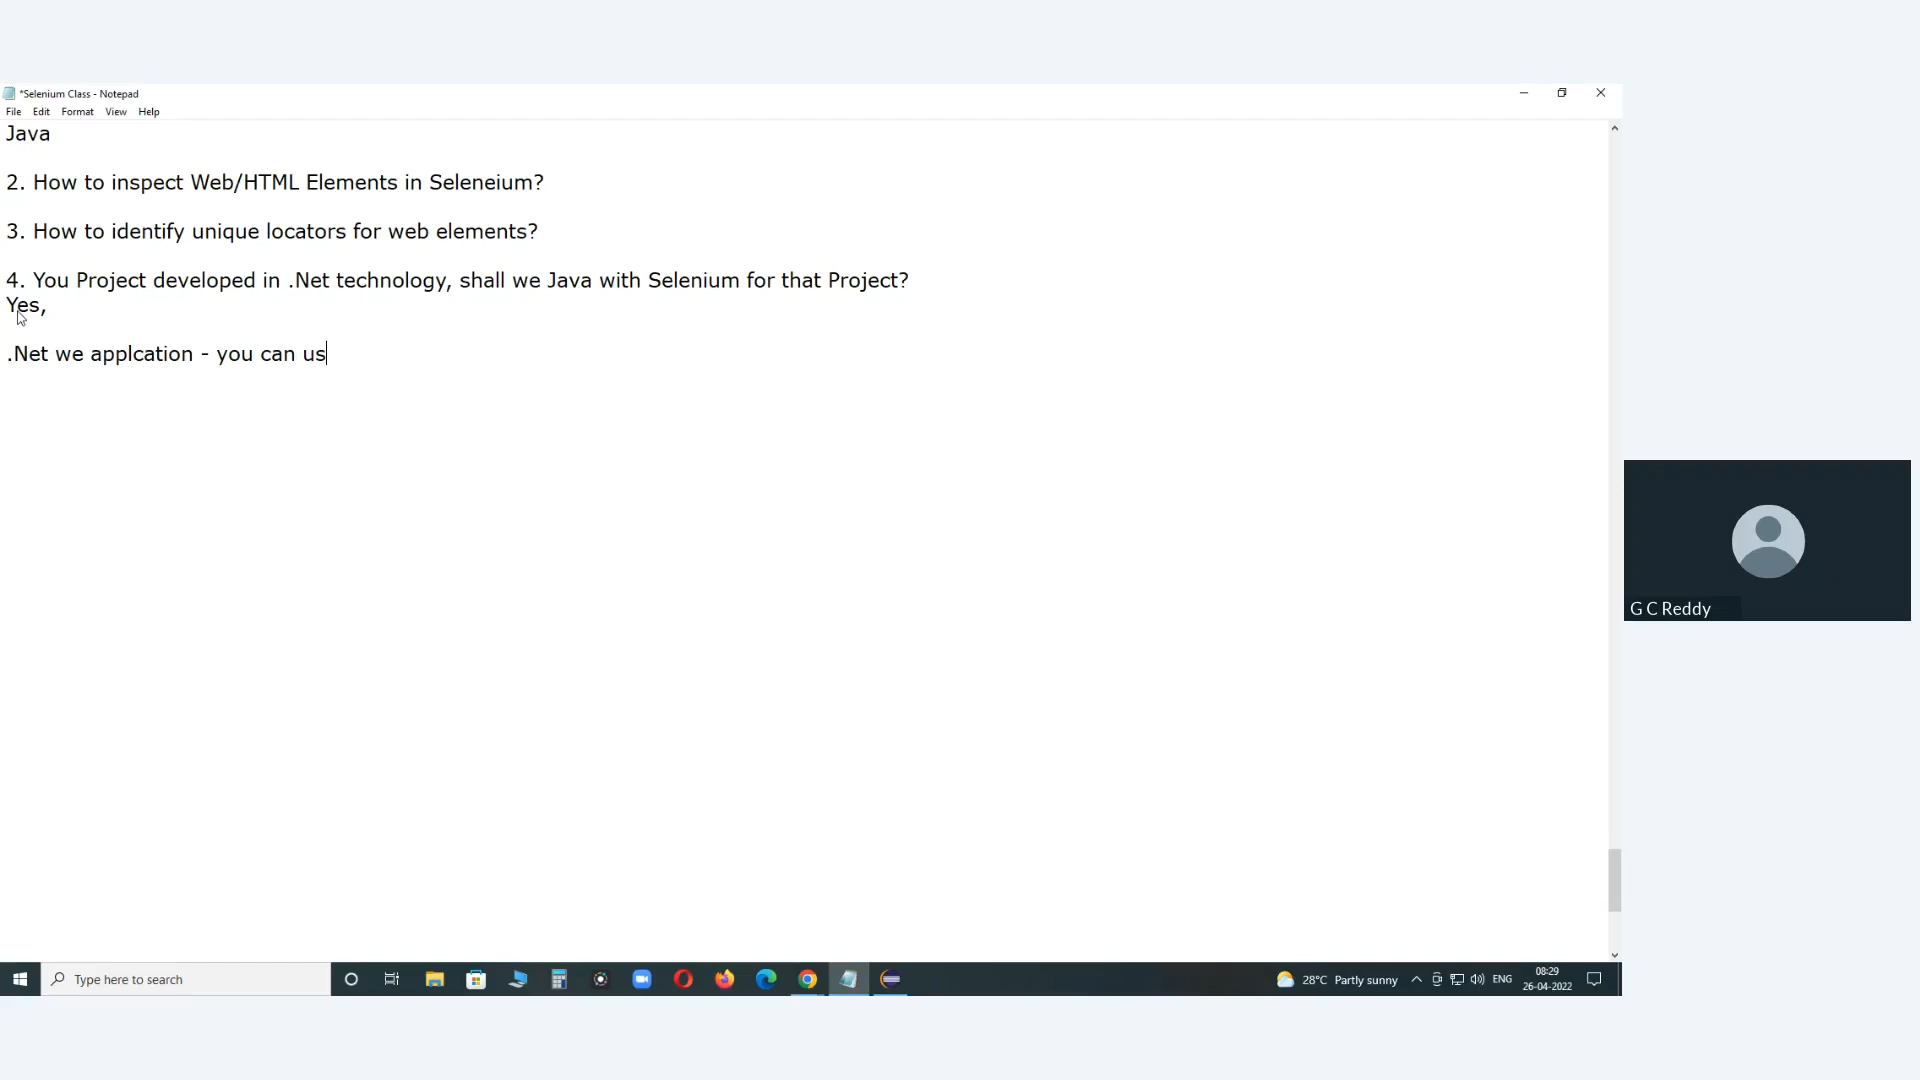 *Selenium Class - Notepad
File Edit Format View Help
Java
2. How to inspect Web/HTML Elements in Seleneium?
3. How to identify unique locators for web elements?
4. You Project developed in .Net technology, shall we Java with Selenium for that Project?
Yes,
.Net we applcation - you can us
G C Reddy
Type here to search
28°C Partly sunny
ENG
08:29
26-04-2022